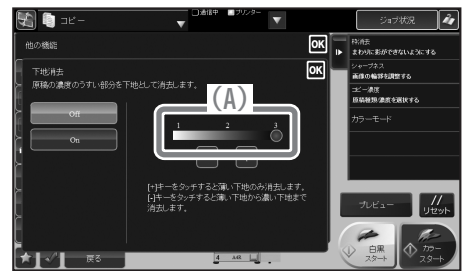 コピー
通信中
プリンター
ジョブ状況
他の機能
OK
下地消去
OK
原稿の濃度のうすい部分を下地として消去します。
(A)
Off
On
1 2 3
[+]キーをタッチすると薄い下地のみ消去します。
[-]キーをタッチすると薄い下地から濃い下地まで
消去します。
戻る
4
A4R
枠消去
まわりに影ができないようにする
シャープネス
画像の輪郭を調整する
コピー濃度
原稿種類/濃度を選択する
カラーモード
プレビュー
リセット
白黒
スタート
カラー
スタート